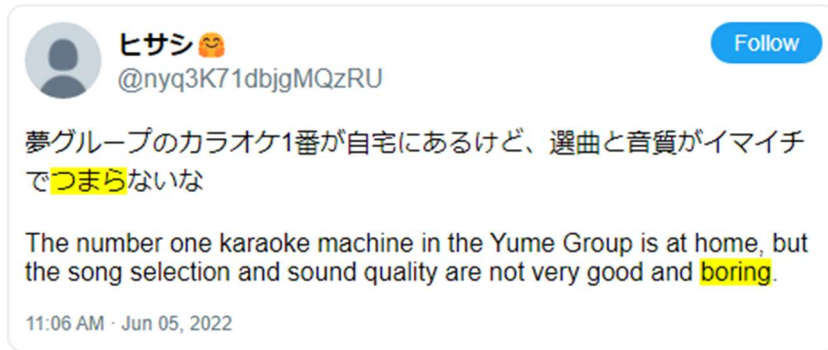 ヒサシ🤗
Follow
@nyq3K71dbjgMQzRU
夢グループのカラオケ1番が自宅にあるけど、選曲と音質がイマイチ
でつまらないな
The number one karaoke machine in the Yume Group is at home, but
the song selection and sound quality are not very good and boring.
11:06 AM · Jun 05, 2022